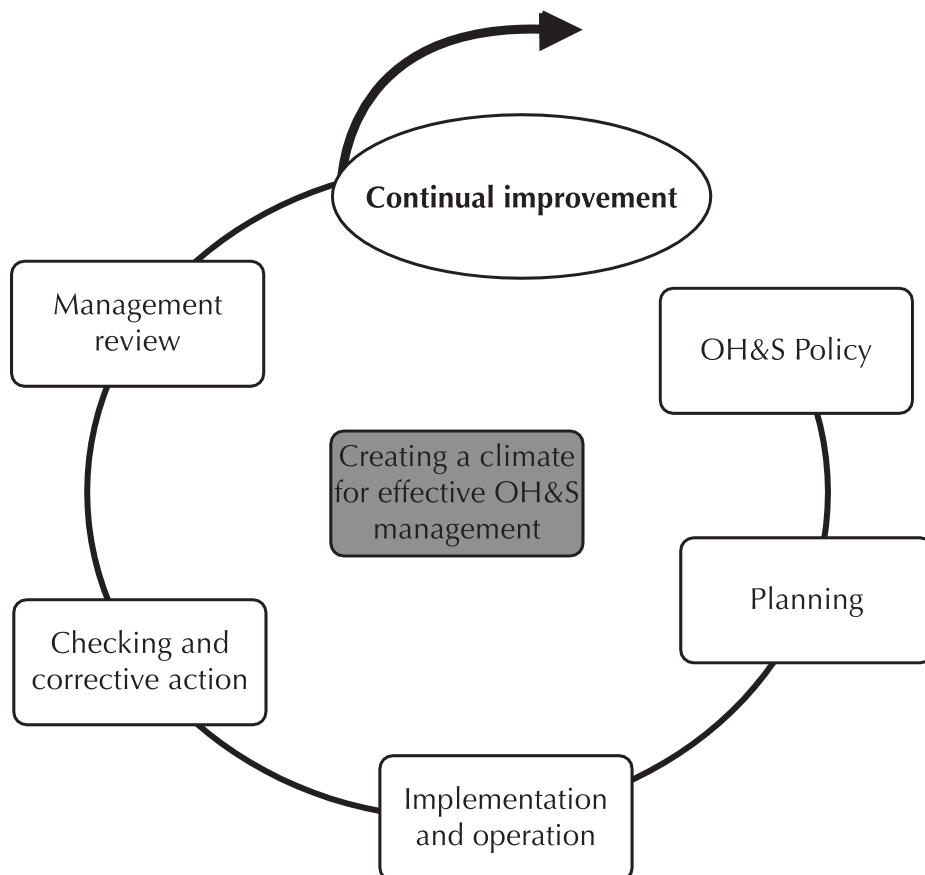 Continual improvement
Management
review
OH&S Policy
Creating a climate
for effective OH&S
management
Planning
Checking and
corrective action
Implementation
and operation